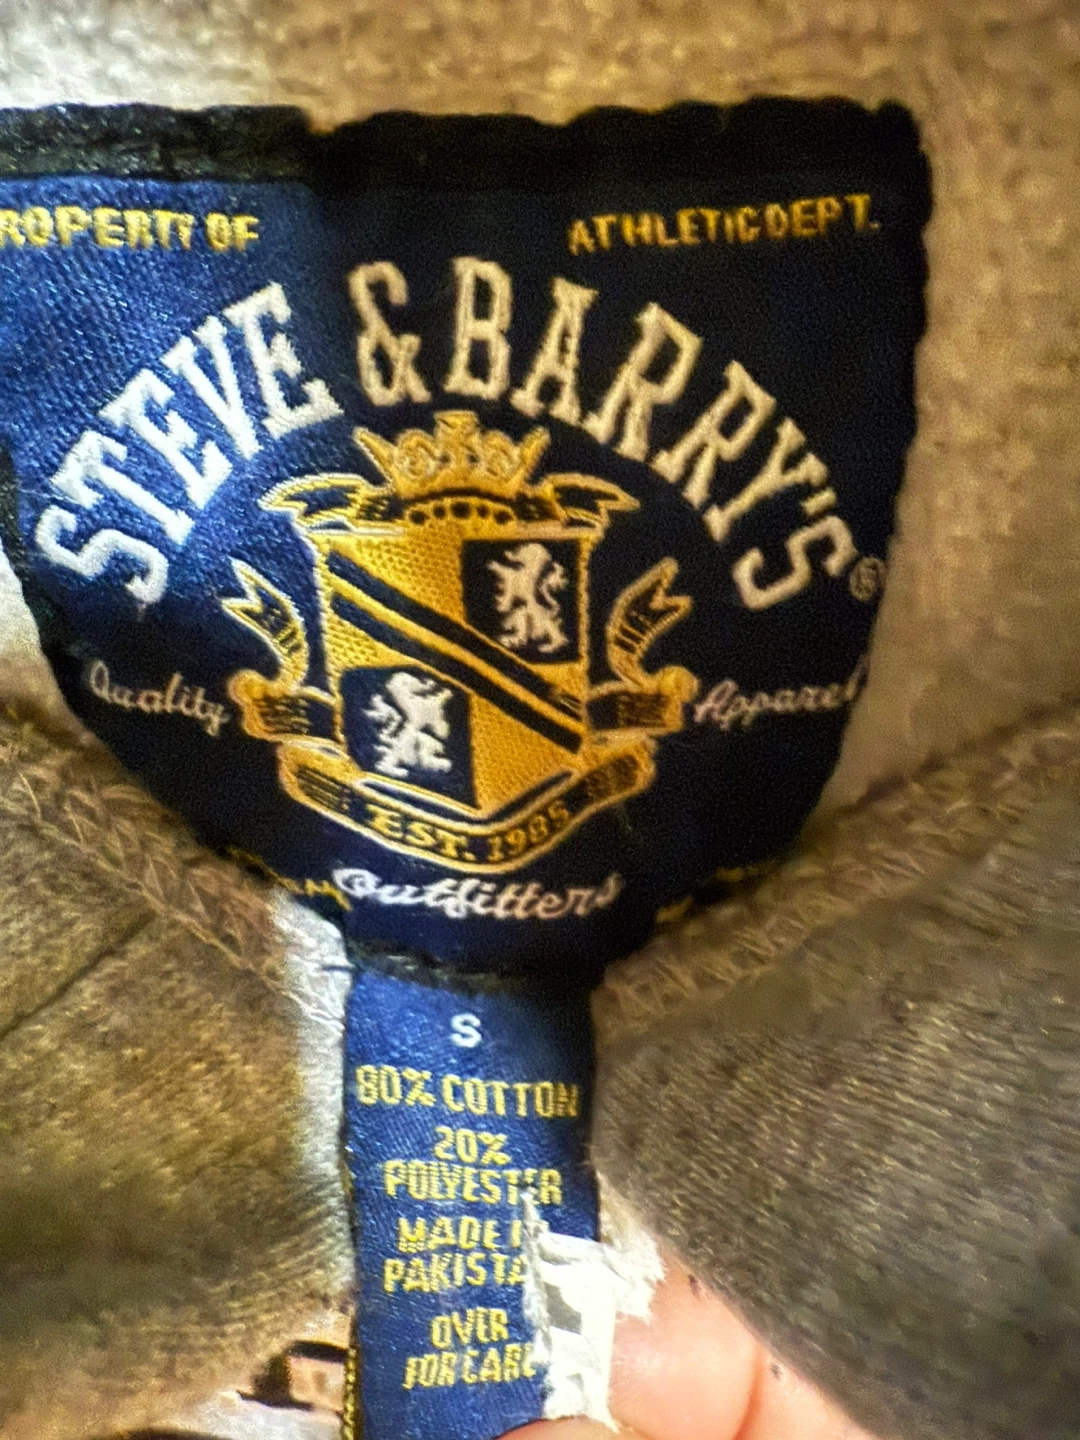 ROPERTY OF
ATHLETIC DEPT.
STEVE & BARRY'S®
Quality
Apparel
EST. 1985
Outfitters
S
80% COTTON
20%
POLYESTER
MADE I
PAKISTA
OVER
FOR CARE